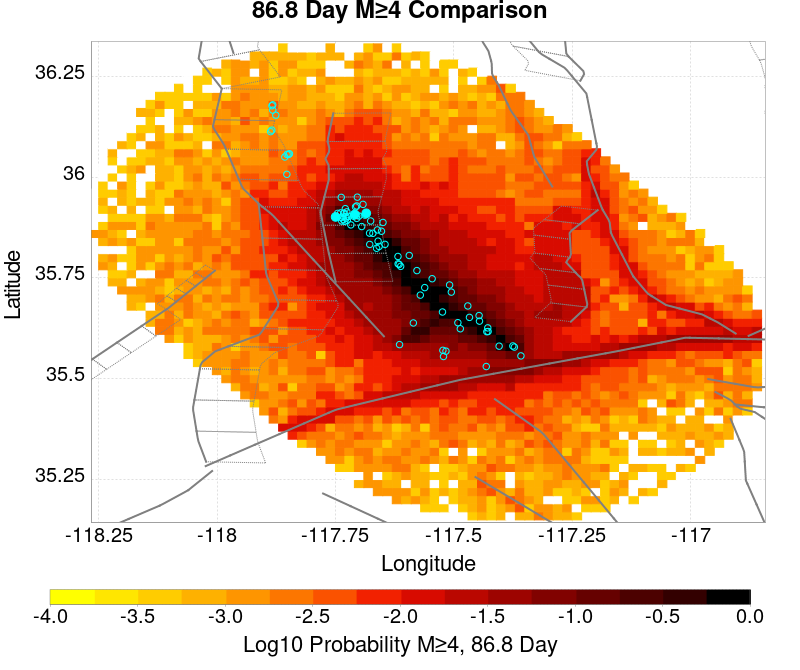 86.8 Day M≥4 Comparison
36.25
36
35.75
35.5
35.25
Latitude
-118.25 -118 -117.75 -117.5 -117.25 -117
Longitude
-4.0 -3.5 -3.0 -2.5 -2.0 -1.5 -1.0 -0.5 0.0
Log10 Probability M≥4, 86.8 Day